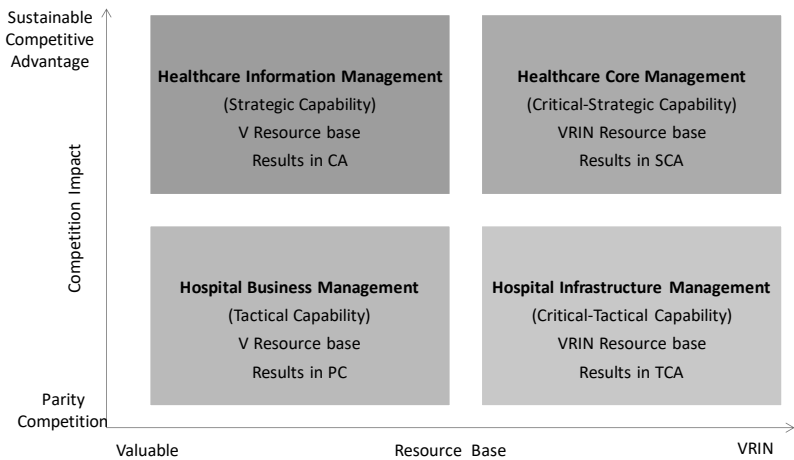 Sustainable
Competitive
Advantage
Healthcare Information Management
(Strategic Capability)
V Resource base
Results in CA
Healthcare Core Management
(Critical-Strategic Capability)
VRIN Resource base
Results in SCA
Competition Impact
Hospital Business Management
(Tactical Capability)
V Resource base
Results in PC
Hospital Infrastructure Management
(Critical-Tactical Capability)
VRIN Resource base
Results in TCA
Parity
Competition
Valuable
Resource Base
VRIN